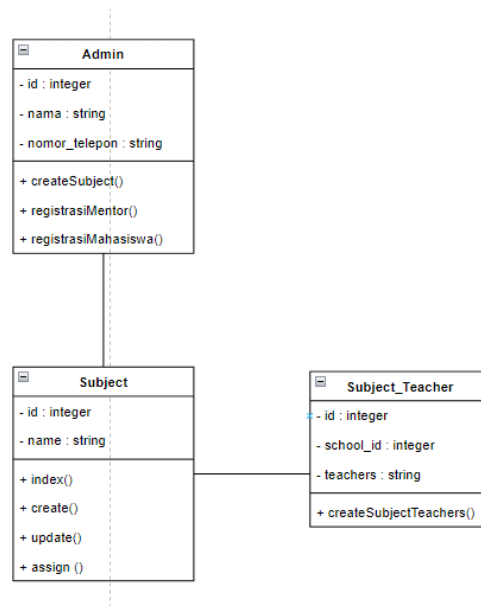 Admin
- id : integer
- nama : string
- nomor_telepon : string
+ createSubject()
+ registrasiMentor()
+ registrasiMahasiswa()
Subject
- id : integer
- name : string
+ index()
+ create()
+ update()
+ assign ()
Subject_Teacher
- id : integer
- school_id : integer
- teachers : string
+ createSubjectTeachers()